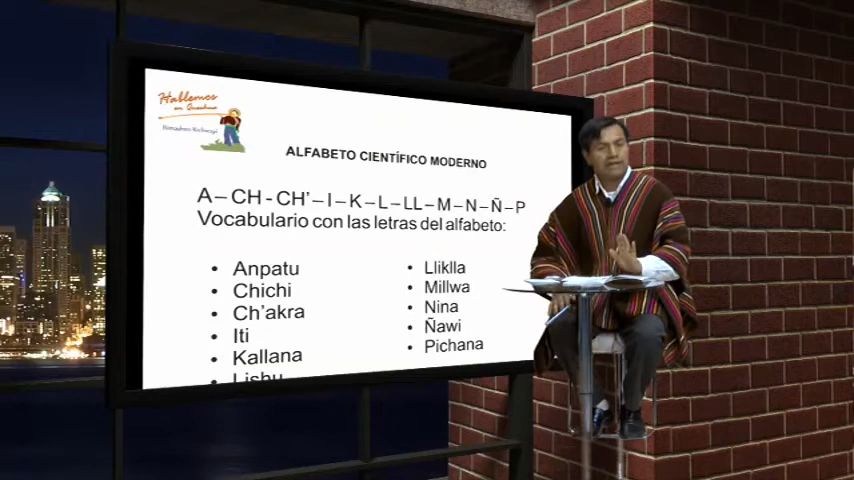 Hablemos
en Quechua
ALFABETO CIENTÍFICO MODERNO
A–CH-CH'–I–K–L–LL–M–N–Ñ–P
Vocabulario con las letras del alfabeto:
• Anpatu
• Chichi
• Ch'akra
• Iti
• Kallana
• Lishu
• Lliklla
• Millwa
• Nina
• Ñawi
• Pichana